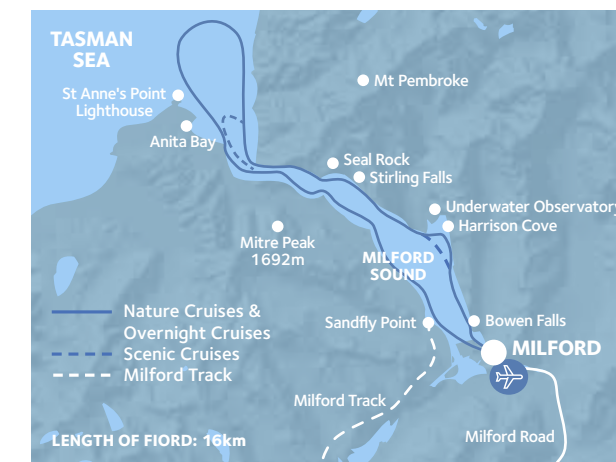 TASMAN
SEA
Mt Pembroke
St Anne's Point
Lighthouse
Anita Bay
Seal Rock
Stirling Falls
Underwater Observatory
Harrison Cove
Mitre Peak
1692m
MILFORD
SOUND
Nature Cruises &
Overnight Cruises
Scenic Cruises
Milford Track
Sandfly Point
Bowen Falls
MILFORD
Milford Track
Milford Road
LENGTH OF FIORD: 16km